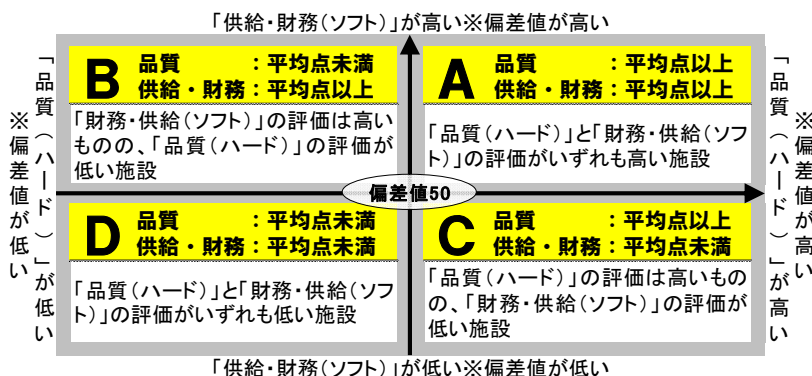 「供給・財務(ソフト)」が高い※偏差値が高い
「品質(ハード)」が低い
※偏差値が低い
B 品質　　　：平均点未満
供給・財務：平均点以上
「財務・供給(ソフト)」の評価は高い
ものの、「品質(ハード)」の評価が
低い施設
A 品質　　　：平均点以上
供給・財務：平均点以上
「品質(ハード)」と「財務・供給(ソフ
ト)」の評価がいずれも高い施設
偏差値50
D 品質　　　：平均点未満
供給・財務：平均点未満
「品質(ハード)」と「財務・供給(ソフ
ト)」の評価がいずれも低い施設
C 品質　　　：平均点以上
供給・財務：平均点未満
「品質(ハード)」の評価は高いもの
の、「財務・供給(ソフト)」の評価が
低い施設
「品質(ハード)」が高い
※偏差値が高い
「供給・財務(ソフト)」が低い※偏差値が低い